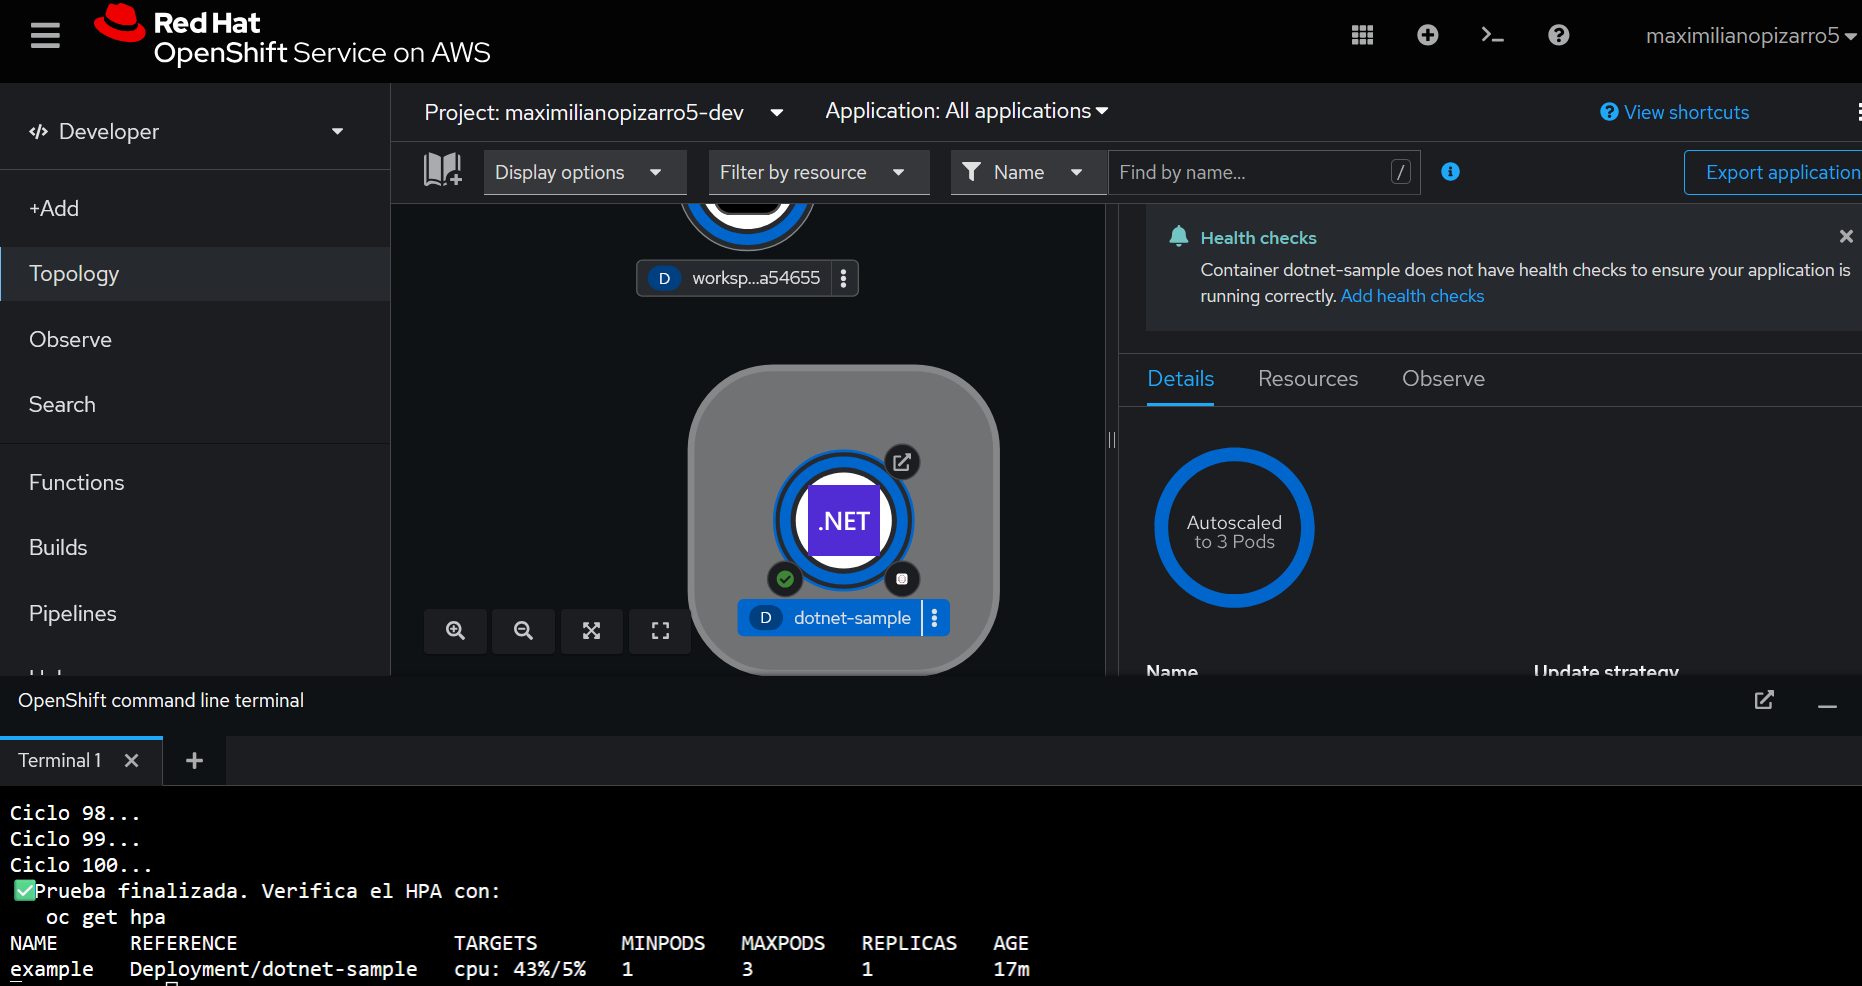 Red Hat
OpenShift Service on AWS
maximilianopizarro5
Developer
Project: maximilianopizarro5-dev
Application: All applications
View shortcuts
Display options
Filter by resource
Name
Find by name...
/
Export application
+Add
Topology
Observe
Search
Functions
Builds
Pipelines
D worksp...a54655
.NET
D dotnet-sample
Health checks
Container dotnet-sample does not have health checks to ensure your application is
running correctly. Add health checks
Details
Resources
Observe
Autoscaled
to 3 Pods
Name
Update strategy
OpenShift command line terminal
Terminal 1
Ciclo 98...
Ciclo 99...
Ciclo 100...
✅Prueba finalizada. Verifica el HPA con:
oc get hpa
NAME REFERENCE TARGETS MINPODS MAXPODS REPLICAS AGE
example Deployment/dotnet-sample cpu: 43%/5% 1 3 1 17m